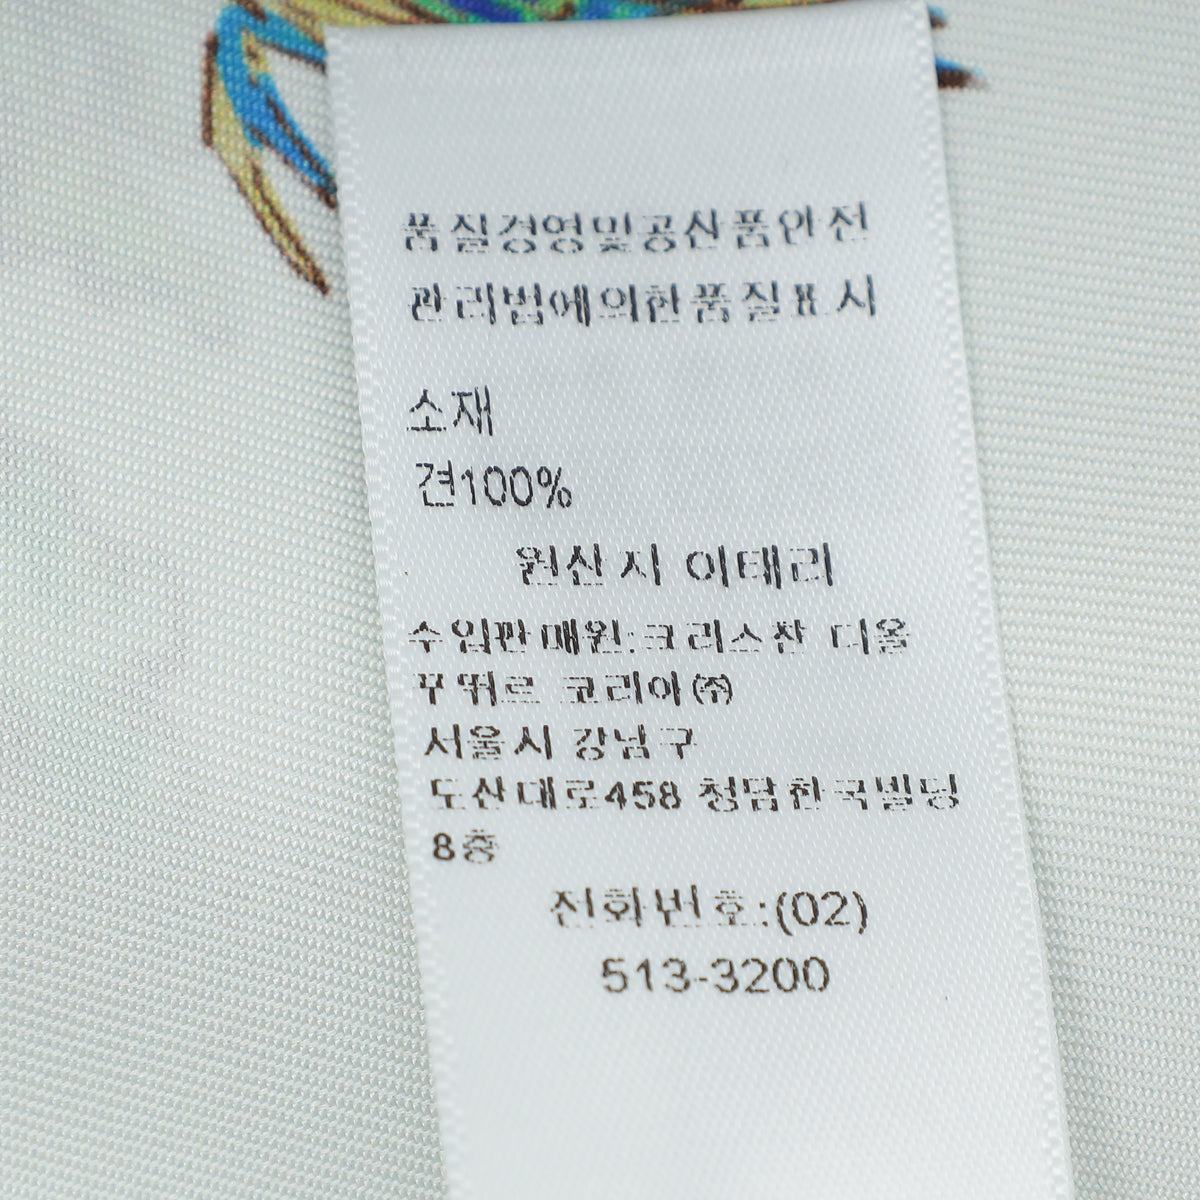 품질경영및공산품안전
관리법에의한품질표시
소재
견100%
원산지 이태리
수입판매원:크리스챤 디올
꾸뛰르 코리아㈜
서울시 강남구
도산대로458 청담한국빌딩
8층
전화번호:(02)
513-3200